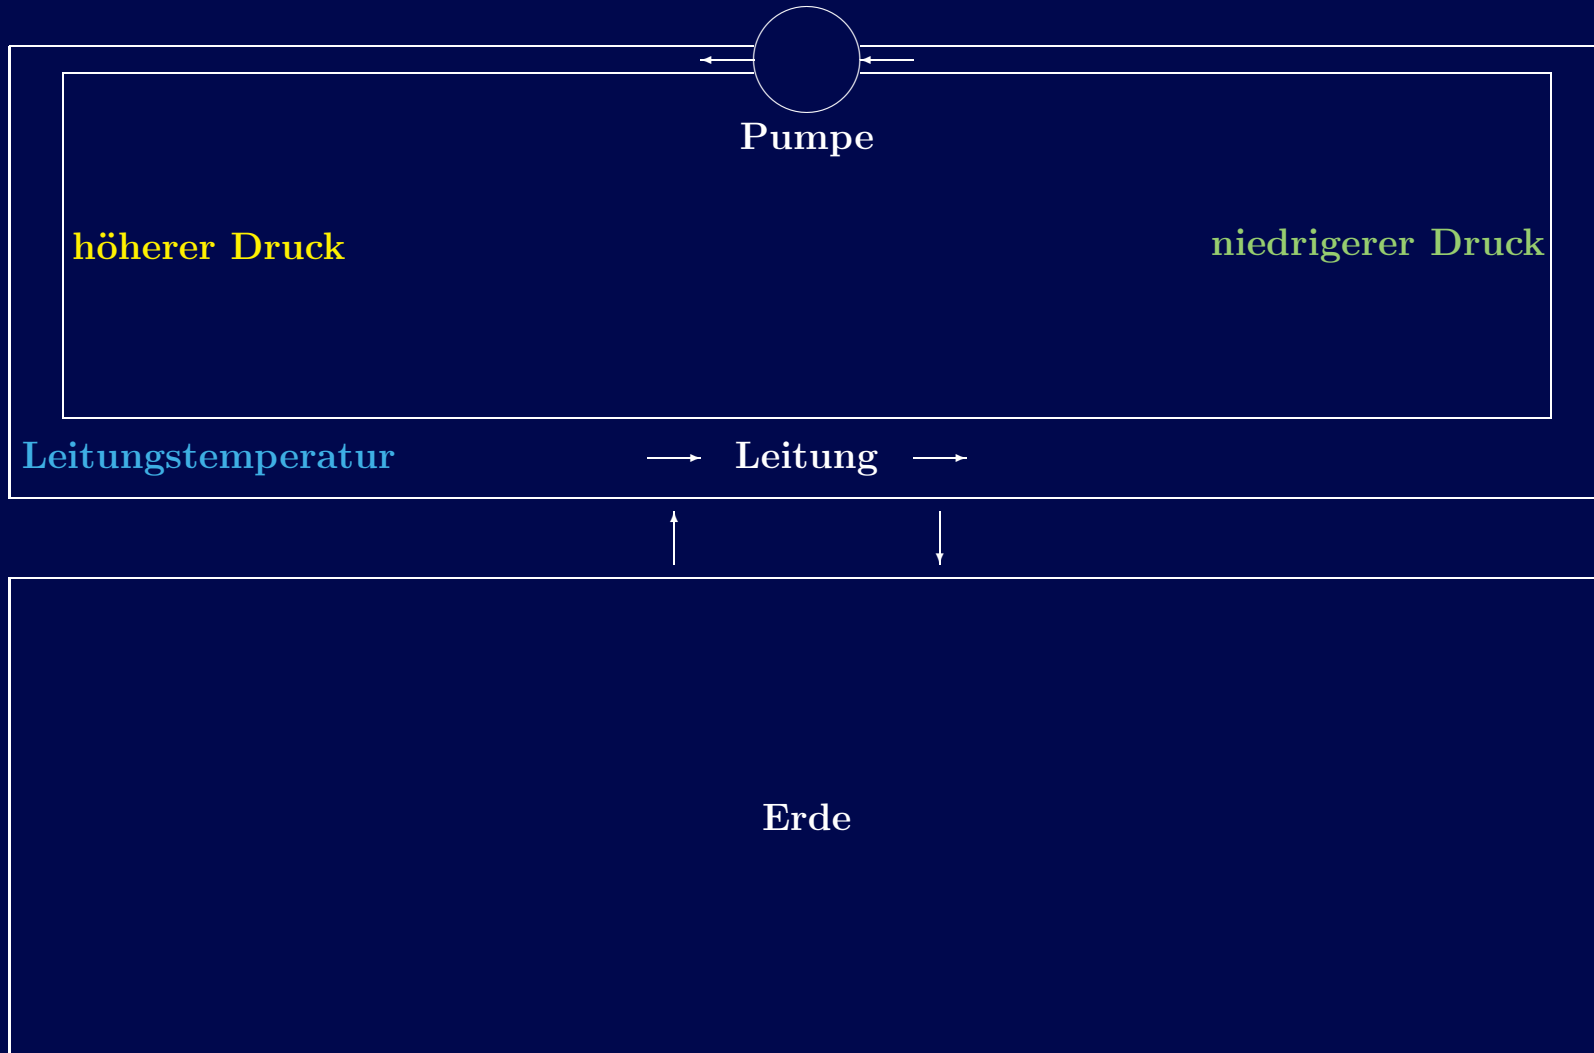 Pumpe
höherer Druck
niedrigerer Druck
Leitungstemperatur
Leitung
Erde